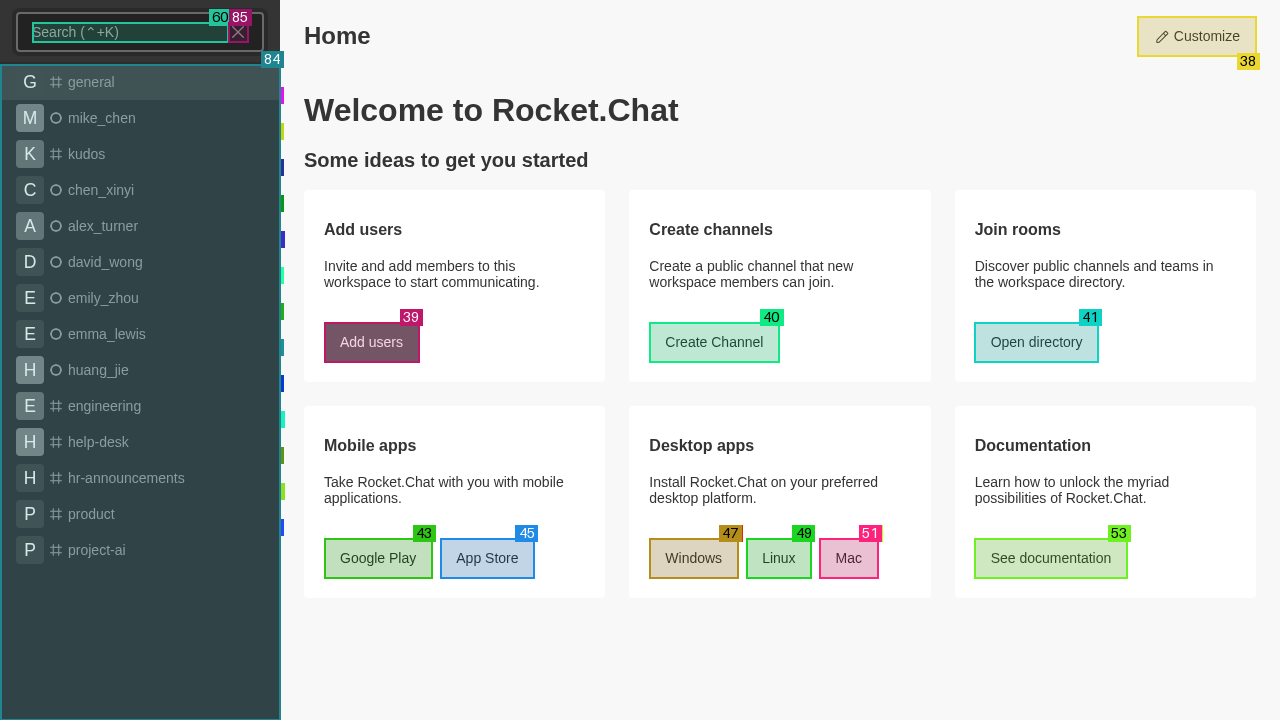 Search (⌃+K)
60
85
84
G general
M mike_chen
K kudos
C chen_xinyi
A alex_turner
D david_wong
E emily_zhou
E emma_lewis
H huang_jie
E engineering
H help-desk
H hr-announcements
P product
P project-ai
Home
Customize
38
Welcome to Rocket.Chat
Some ideas to get you started
Add users
Invite and add members to this
workspace to start communicating.
39
Add users
Create channels
Create a public channel that new
workspace members can join.
40
Create Channel
Join rooms
Discover public channels and teams in
the workspace directory.
41
Open directory
Mobile apps
Take Rocket.Chat with you with mobile
applications.
43
45
Google Play
App Store
Desktop apps
Install Rocket.Chat on your preferred
desktop platform.
47
49
51
Windows
Linux
Mac
Documentation
Learn how to unlock the myriad
possibilities of Rocket.Chat.
53
See documentation